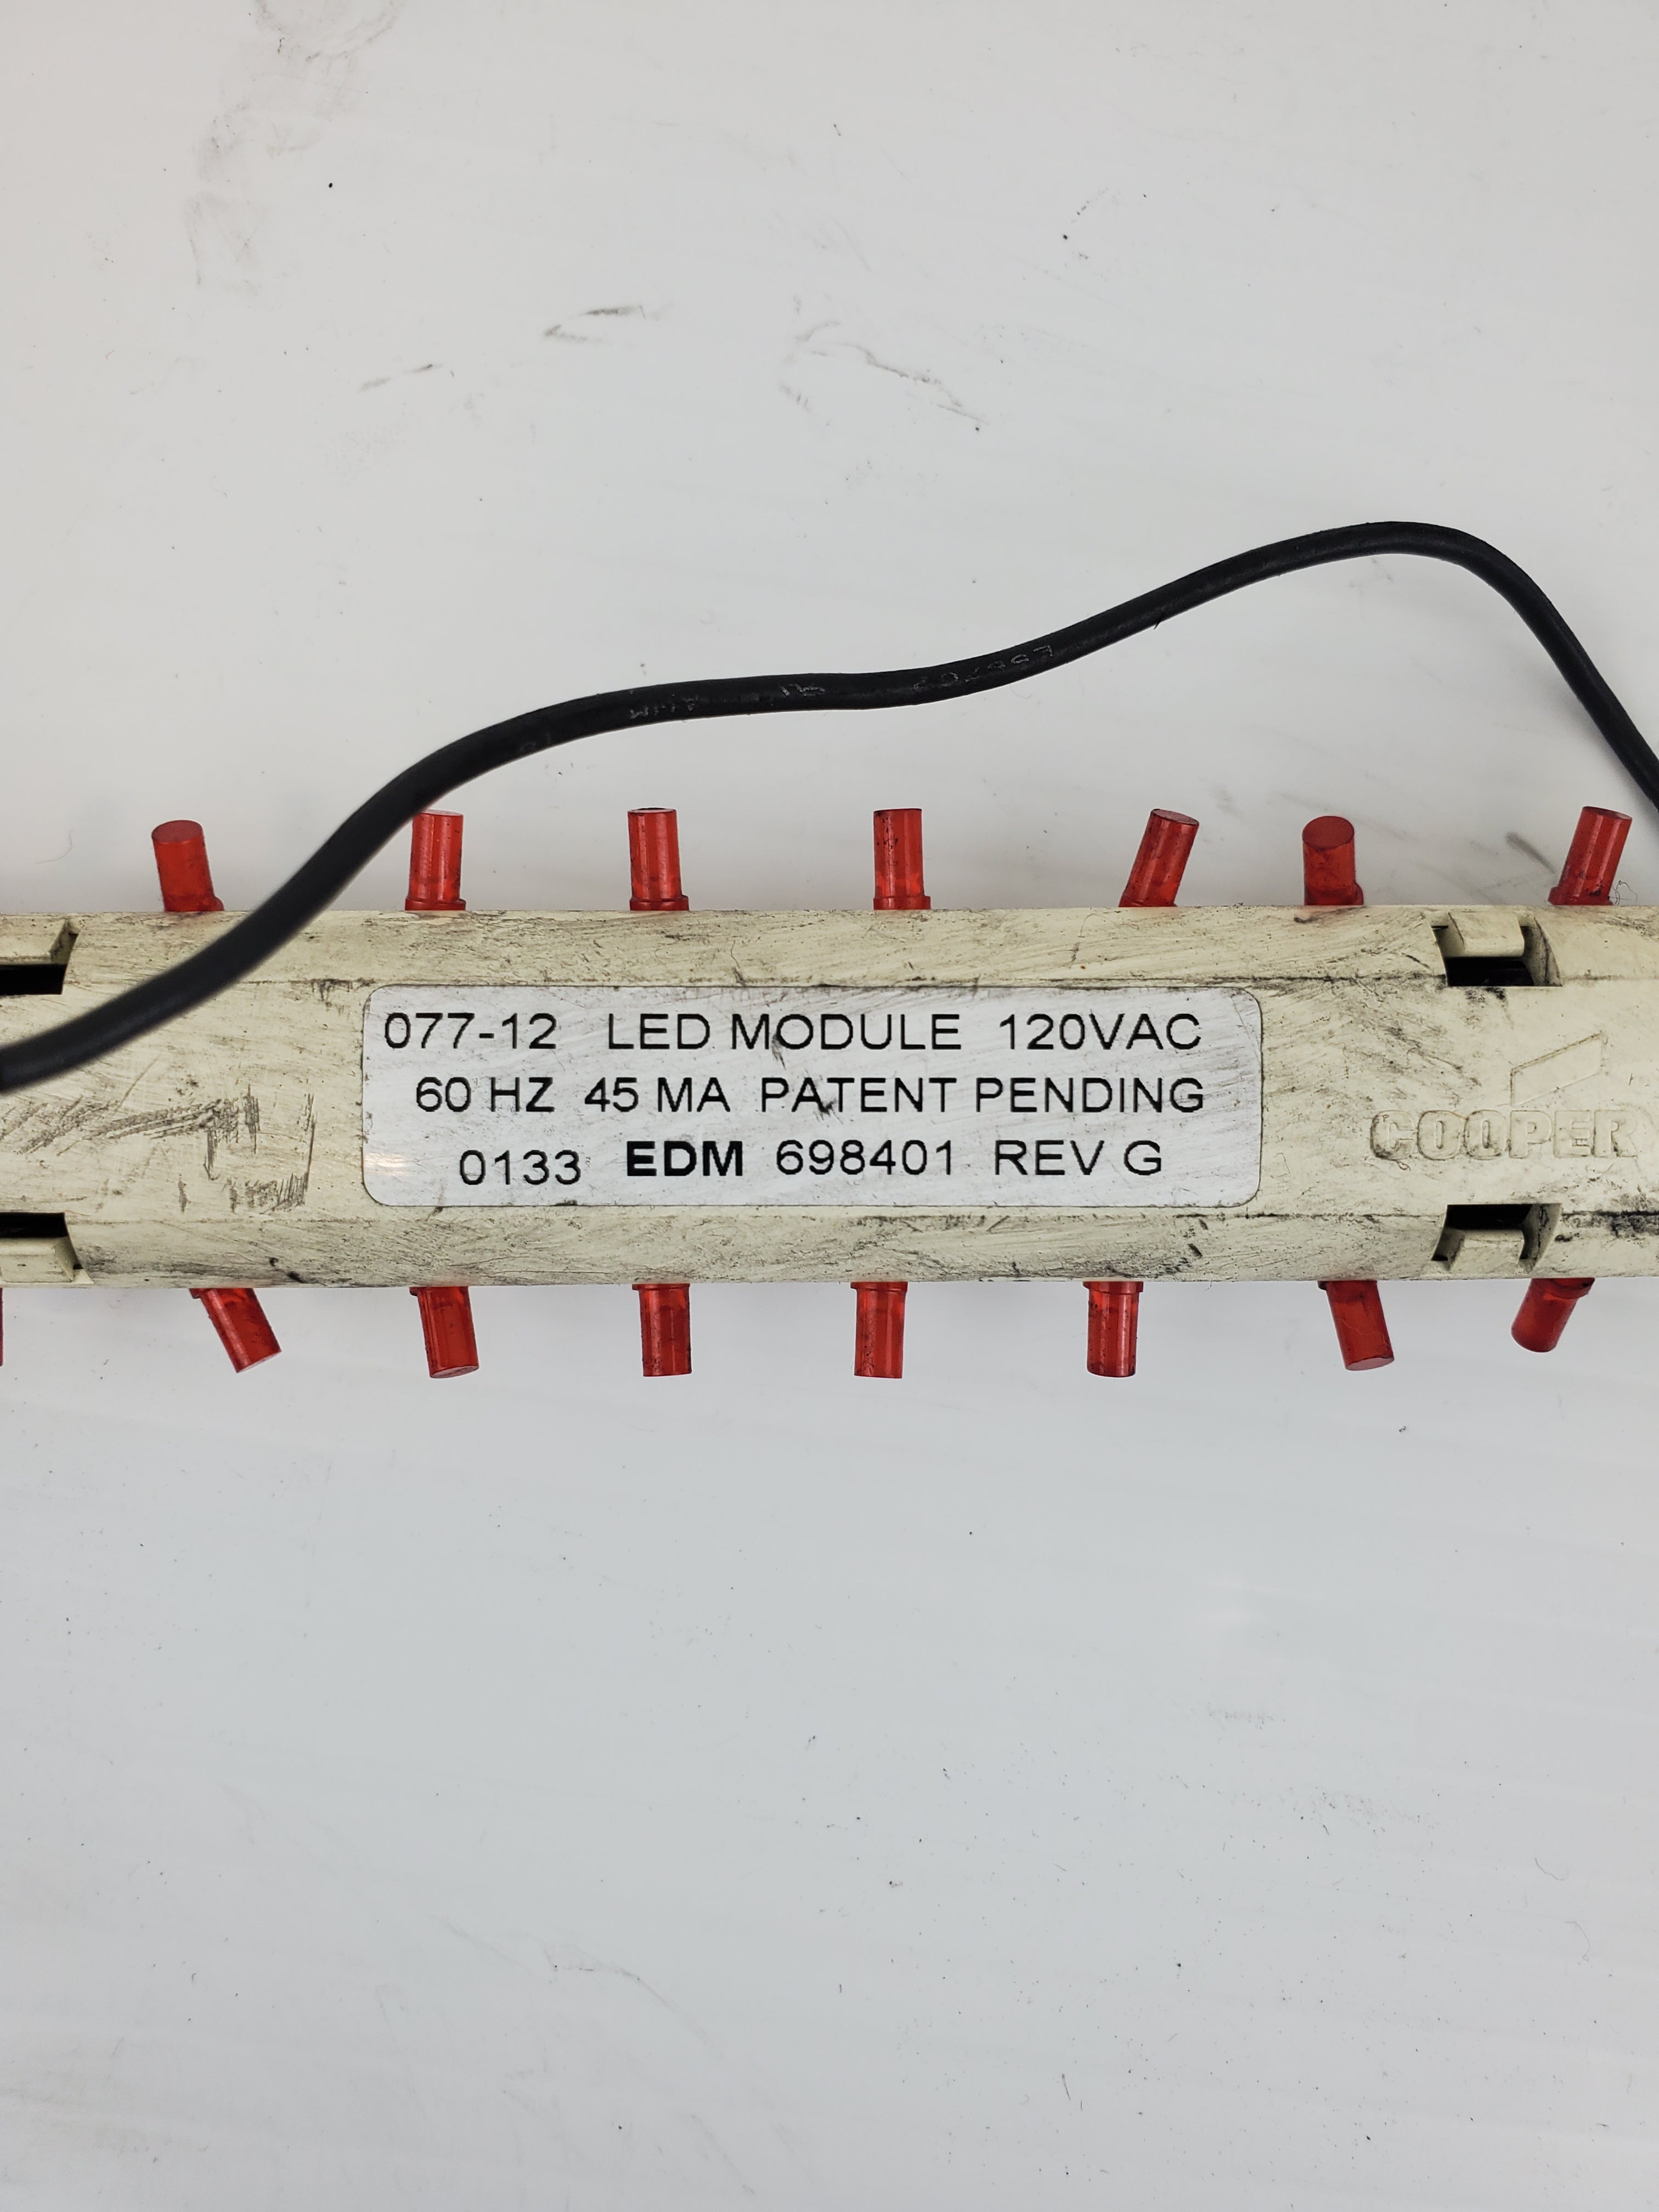 077-12 LED MODULE 120VAC
60 HZ 45 MA PATENT PENDING
0133 EDM 698401 REV G
COOPER